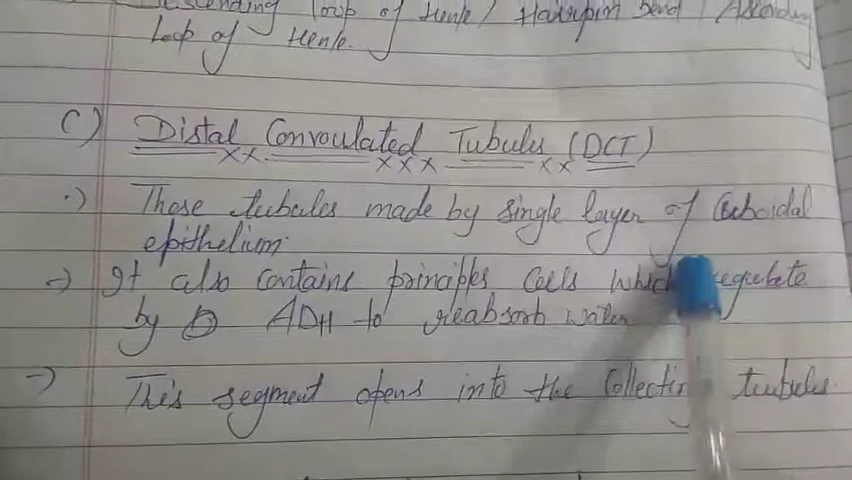 Descending loop of Henle / Hairpin bend / Ascending
Loop of Henle.
C) Distal Convoulated Tubules (DCT)
Those tubules made by single layer of Cuboidal
epithelium.
→) It also contains principles cells which regulate
by ADH to reabsorb water
→) This segment opens into the Collecting tubules.